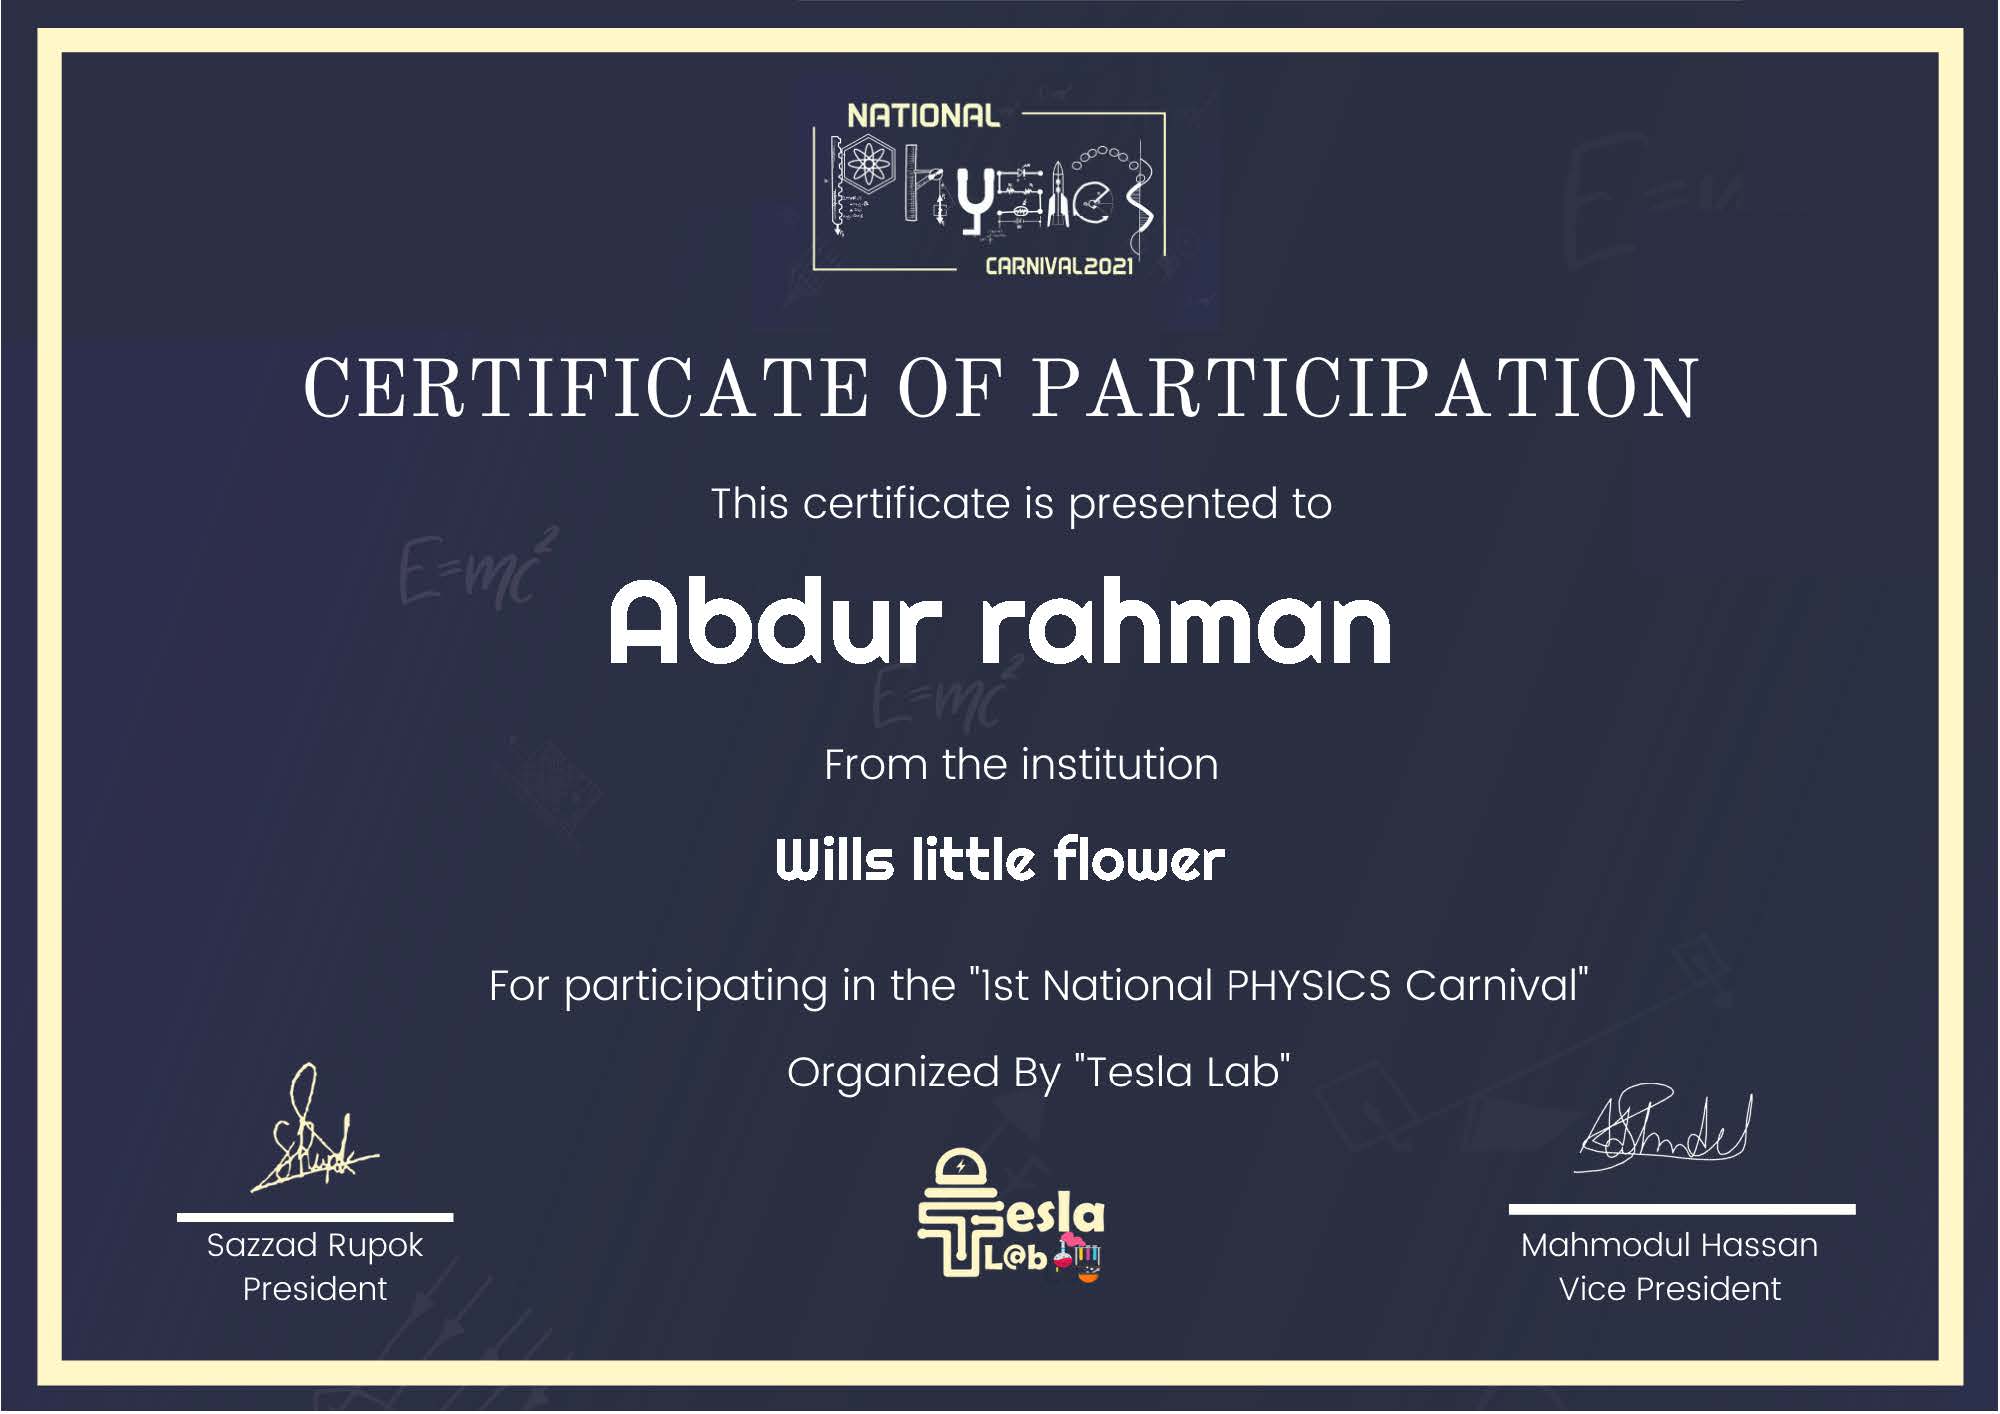 NATIONAL
Physics
CARNIVAL2021
CERTIFICATE OF PARTICIPATION
This certificate is presented to
E=mc²
Abdur rahman
E=mc²
From the institution
Wills little flower
For participating in the "1st National PHYSICS Carnival"
Organized By "Tesla Lab"
Tesla
L@b
Sazzad Rupok
President
Mahmodul Hassan
Vice President